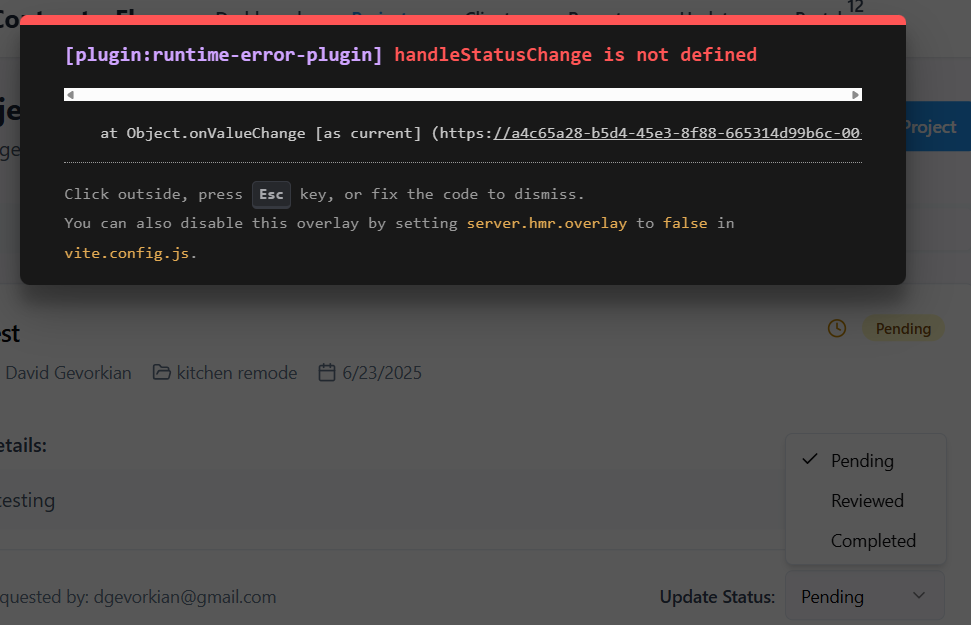 12
[plugin:runtime-error-plugin] handleStatusChange is not defined
at Object.onValueChange [as current] (https://a4c65a28-b5d4-45e3-8f88-665314d99b6c-00
Project
Click outside, press Esc key, or fix the code to dismiss.
You can also disable this overlay by setting server.hmr.overlay to false in
vite.config.js.
est
Pending
David Gevorkian kitchen remode 6/23/2025
etails:
Pending
esting
Reviewed
Completed
quested by: dgevorkian@gmail.com
Update Status: Pending